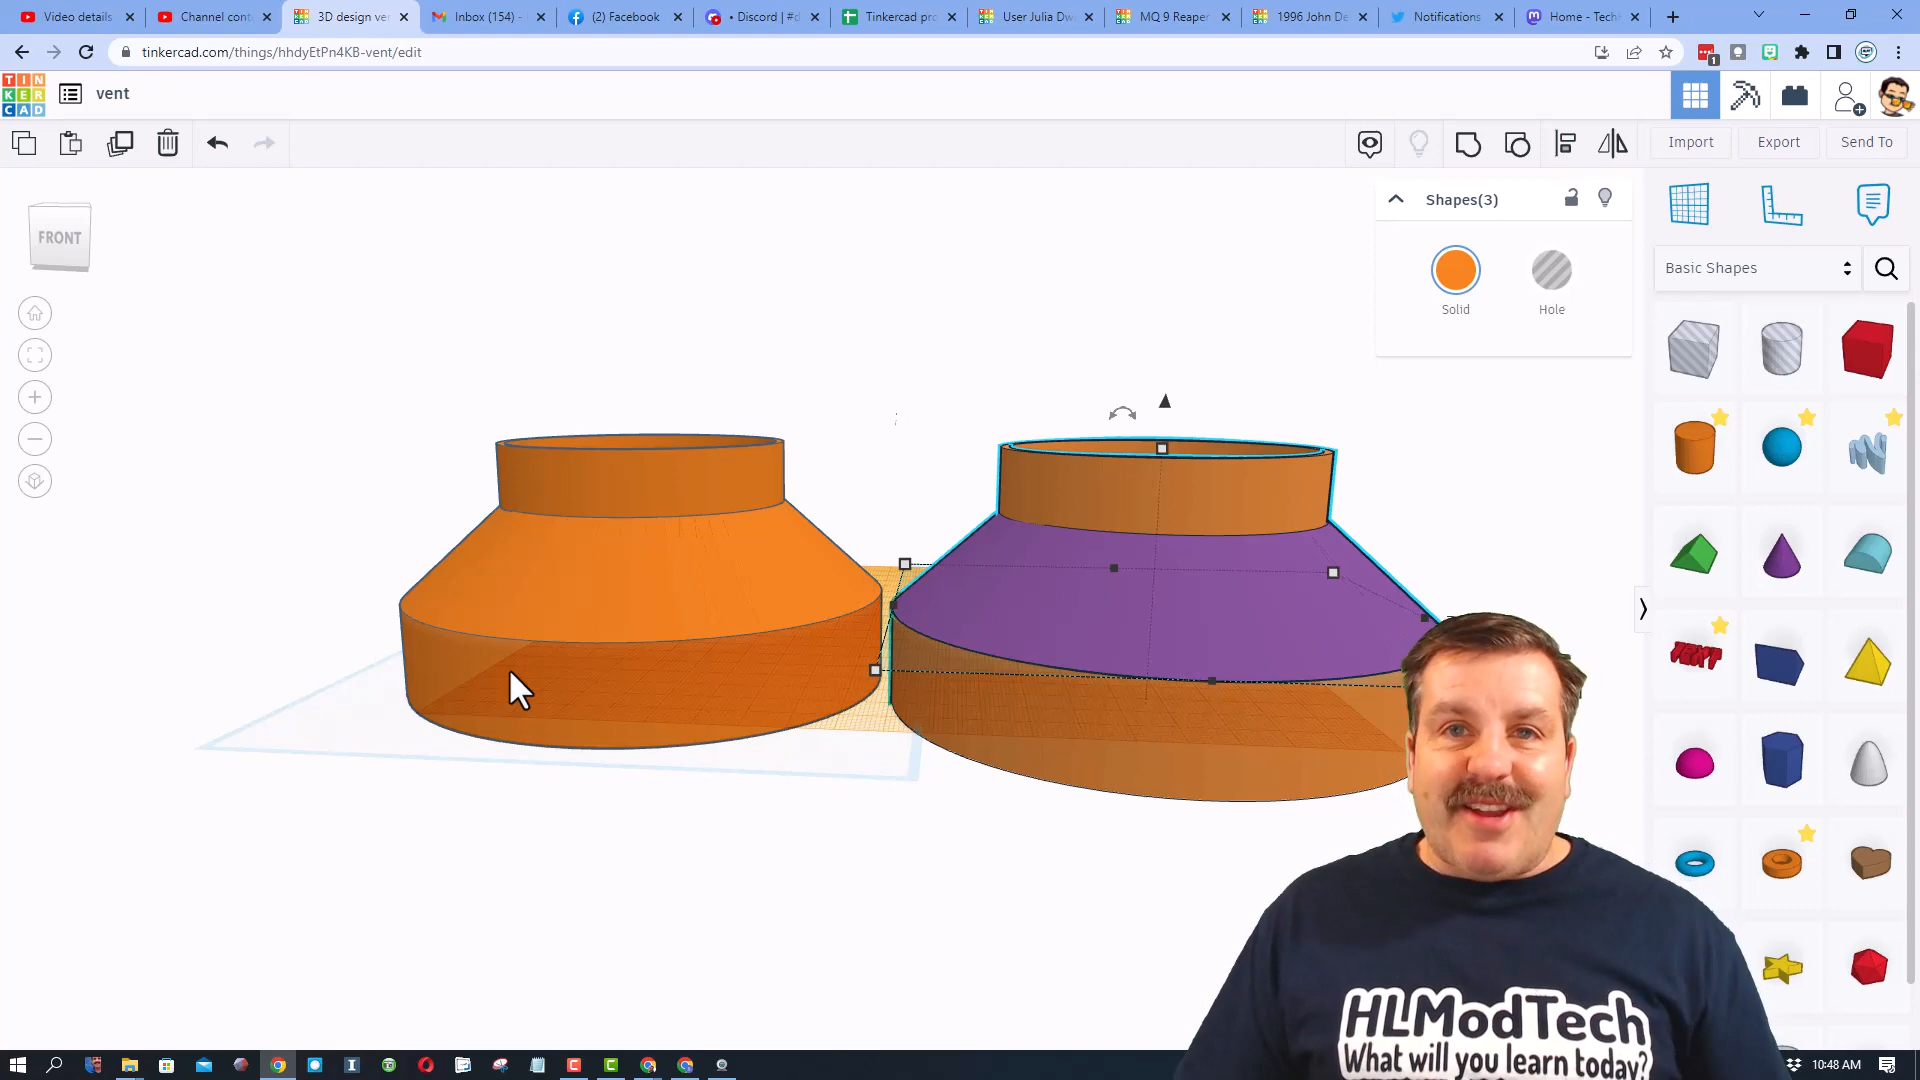 Video details
Channel cont
3D design ve
Inbox (154) -
(2) Facebook
• Discord | #d
Tinkercad pro
User Julia Dw
MQ 9 Reaper
1996 John De
Notifications
Home - Tech
tinkercad.com/things/hhdyEtPn4KB-vent/edit
1
TIN
KER
CAD
vent
Import
Export
Send To
FRONT
Shapes(3)
Solid
Hole
Basic Shapes
TEXT
HLModTech
What will you learn today?
10:48 AM